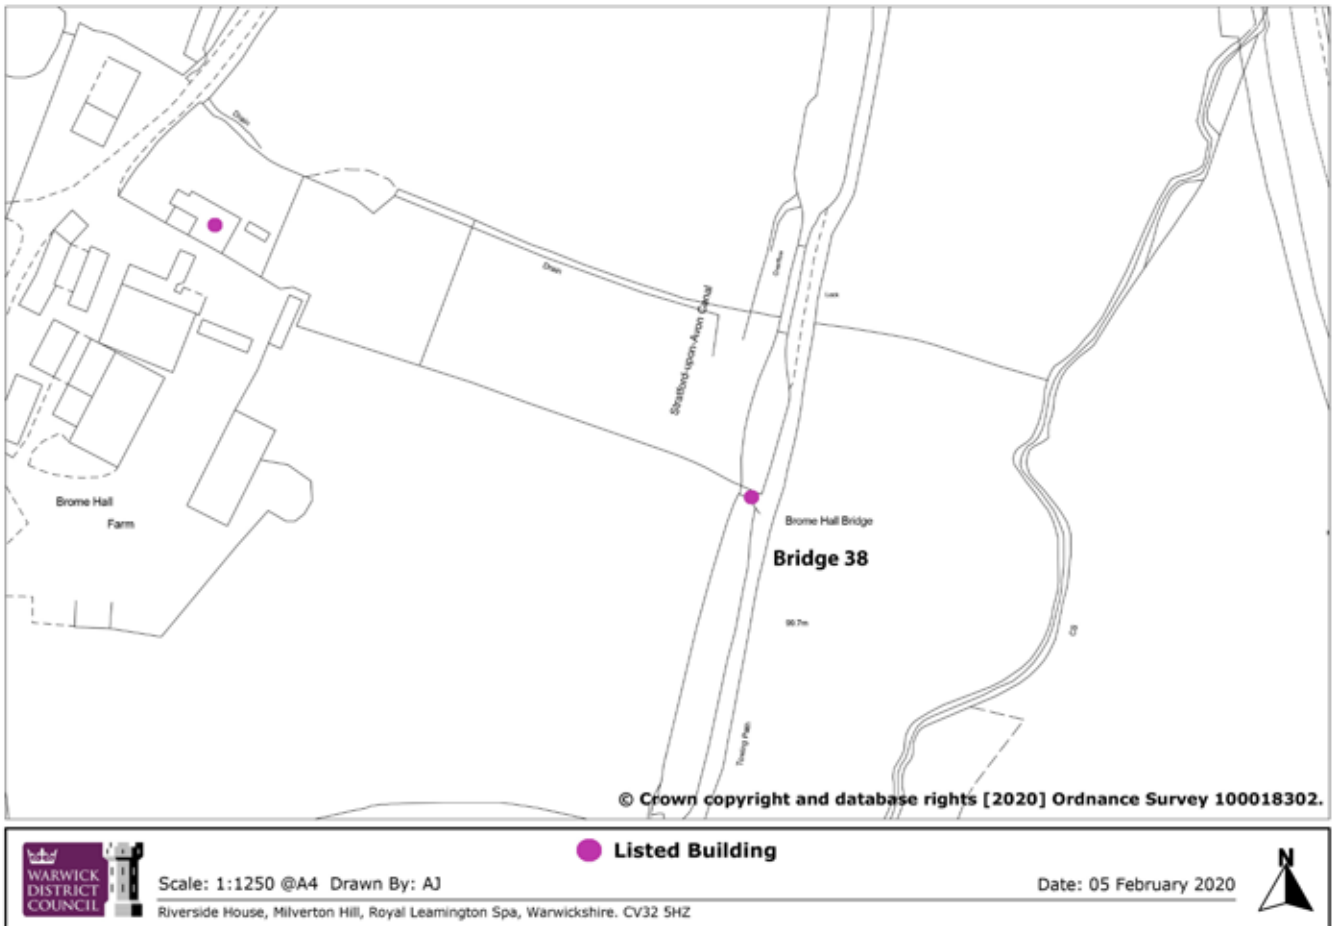 Drain
Drain
Overflow
Lock
Stratford-upon-Avon Canal
Brome Hall
Farm
Brome Hall Bridge
Bridge 38
99.7m
CS
Towing Path
© Crown copyright and database rights [2020] Ordnance Survey 100018302.
Listed Building
WARWICK
DISTRICT
COUNCIL
Scale: 1:1250 @A4 Drawn By: AJ
Date: 05 February 2020
Riverside House, Milverton Hill, Royal Leamington Spa, Warwickshire. CV32 5HZ
N